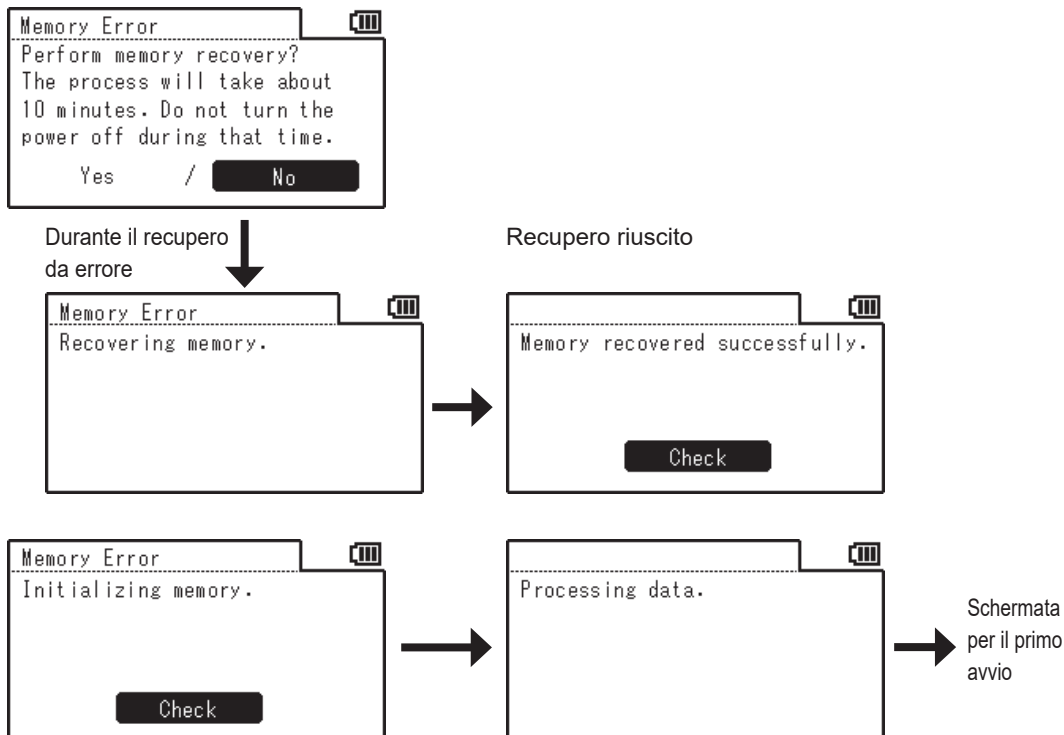 Memory Error
Perform memory recovery?
The process will take about
10 minutes. Do not turn the
power off during that time.
Yes / No
Durante il recupero
da errore
Recupero riuscito
Memory Error
Recovering memory.
Memory recovered successfully.
Check
Memory Error
Initializing memory.
Check
Processing data.
Schermata
per il primo
avvio